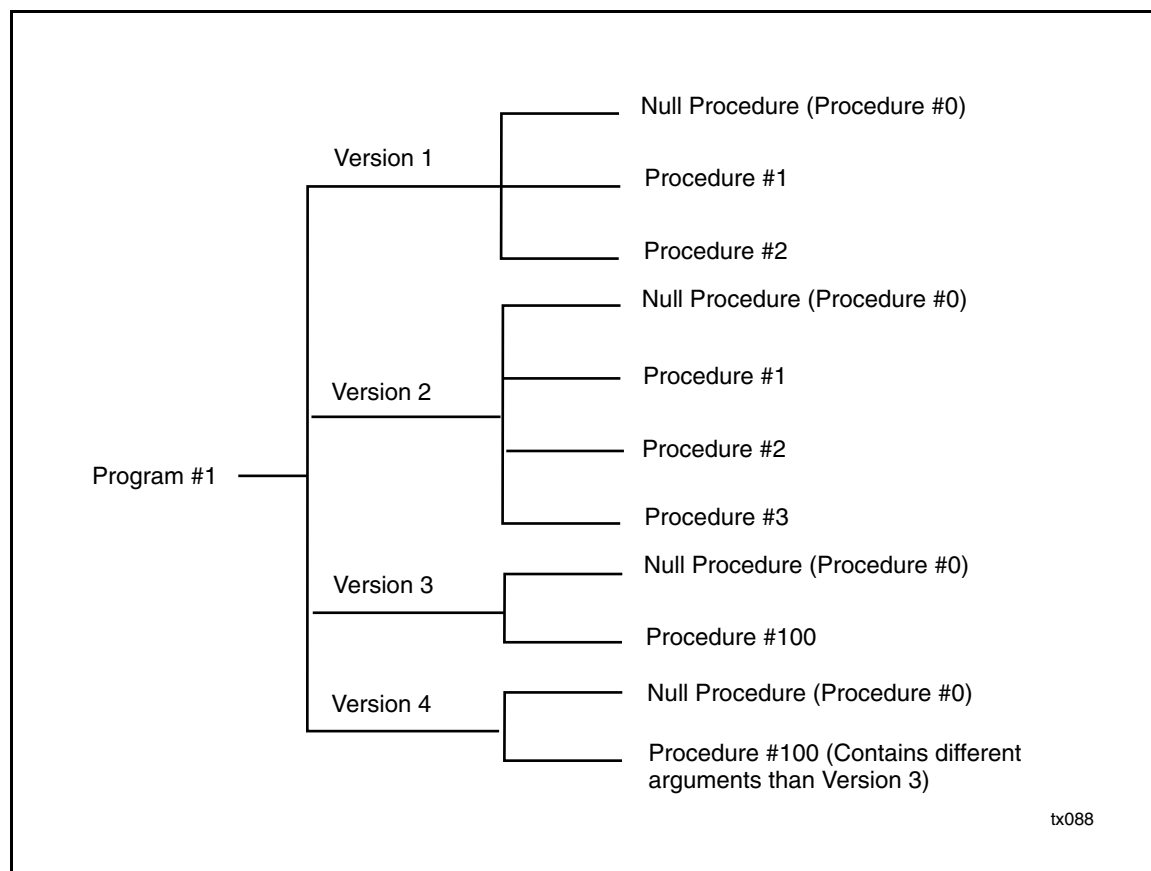 Null Procedure (Procedure #0)
Version 1
Procedure #1
Procedure #2
Null Procedure (Procedure #0)
Procedure #1
Version 2
Procedure #2
Program #1
Procedure #3
Null Procedure (Procedure #0)
Version 3
Procedure #100
Null Procedure (Procedure #0)
Version 4
Procedure #100 (Contains different
arguments than Version 3)
tx088